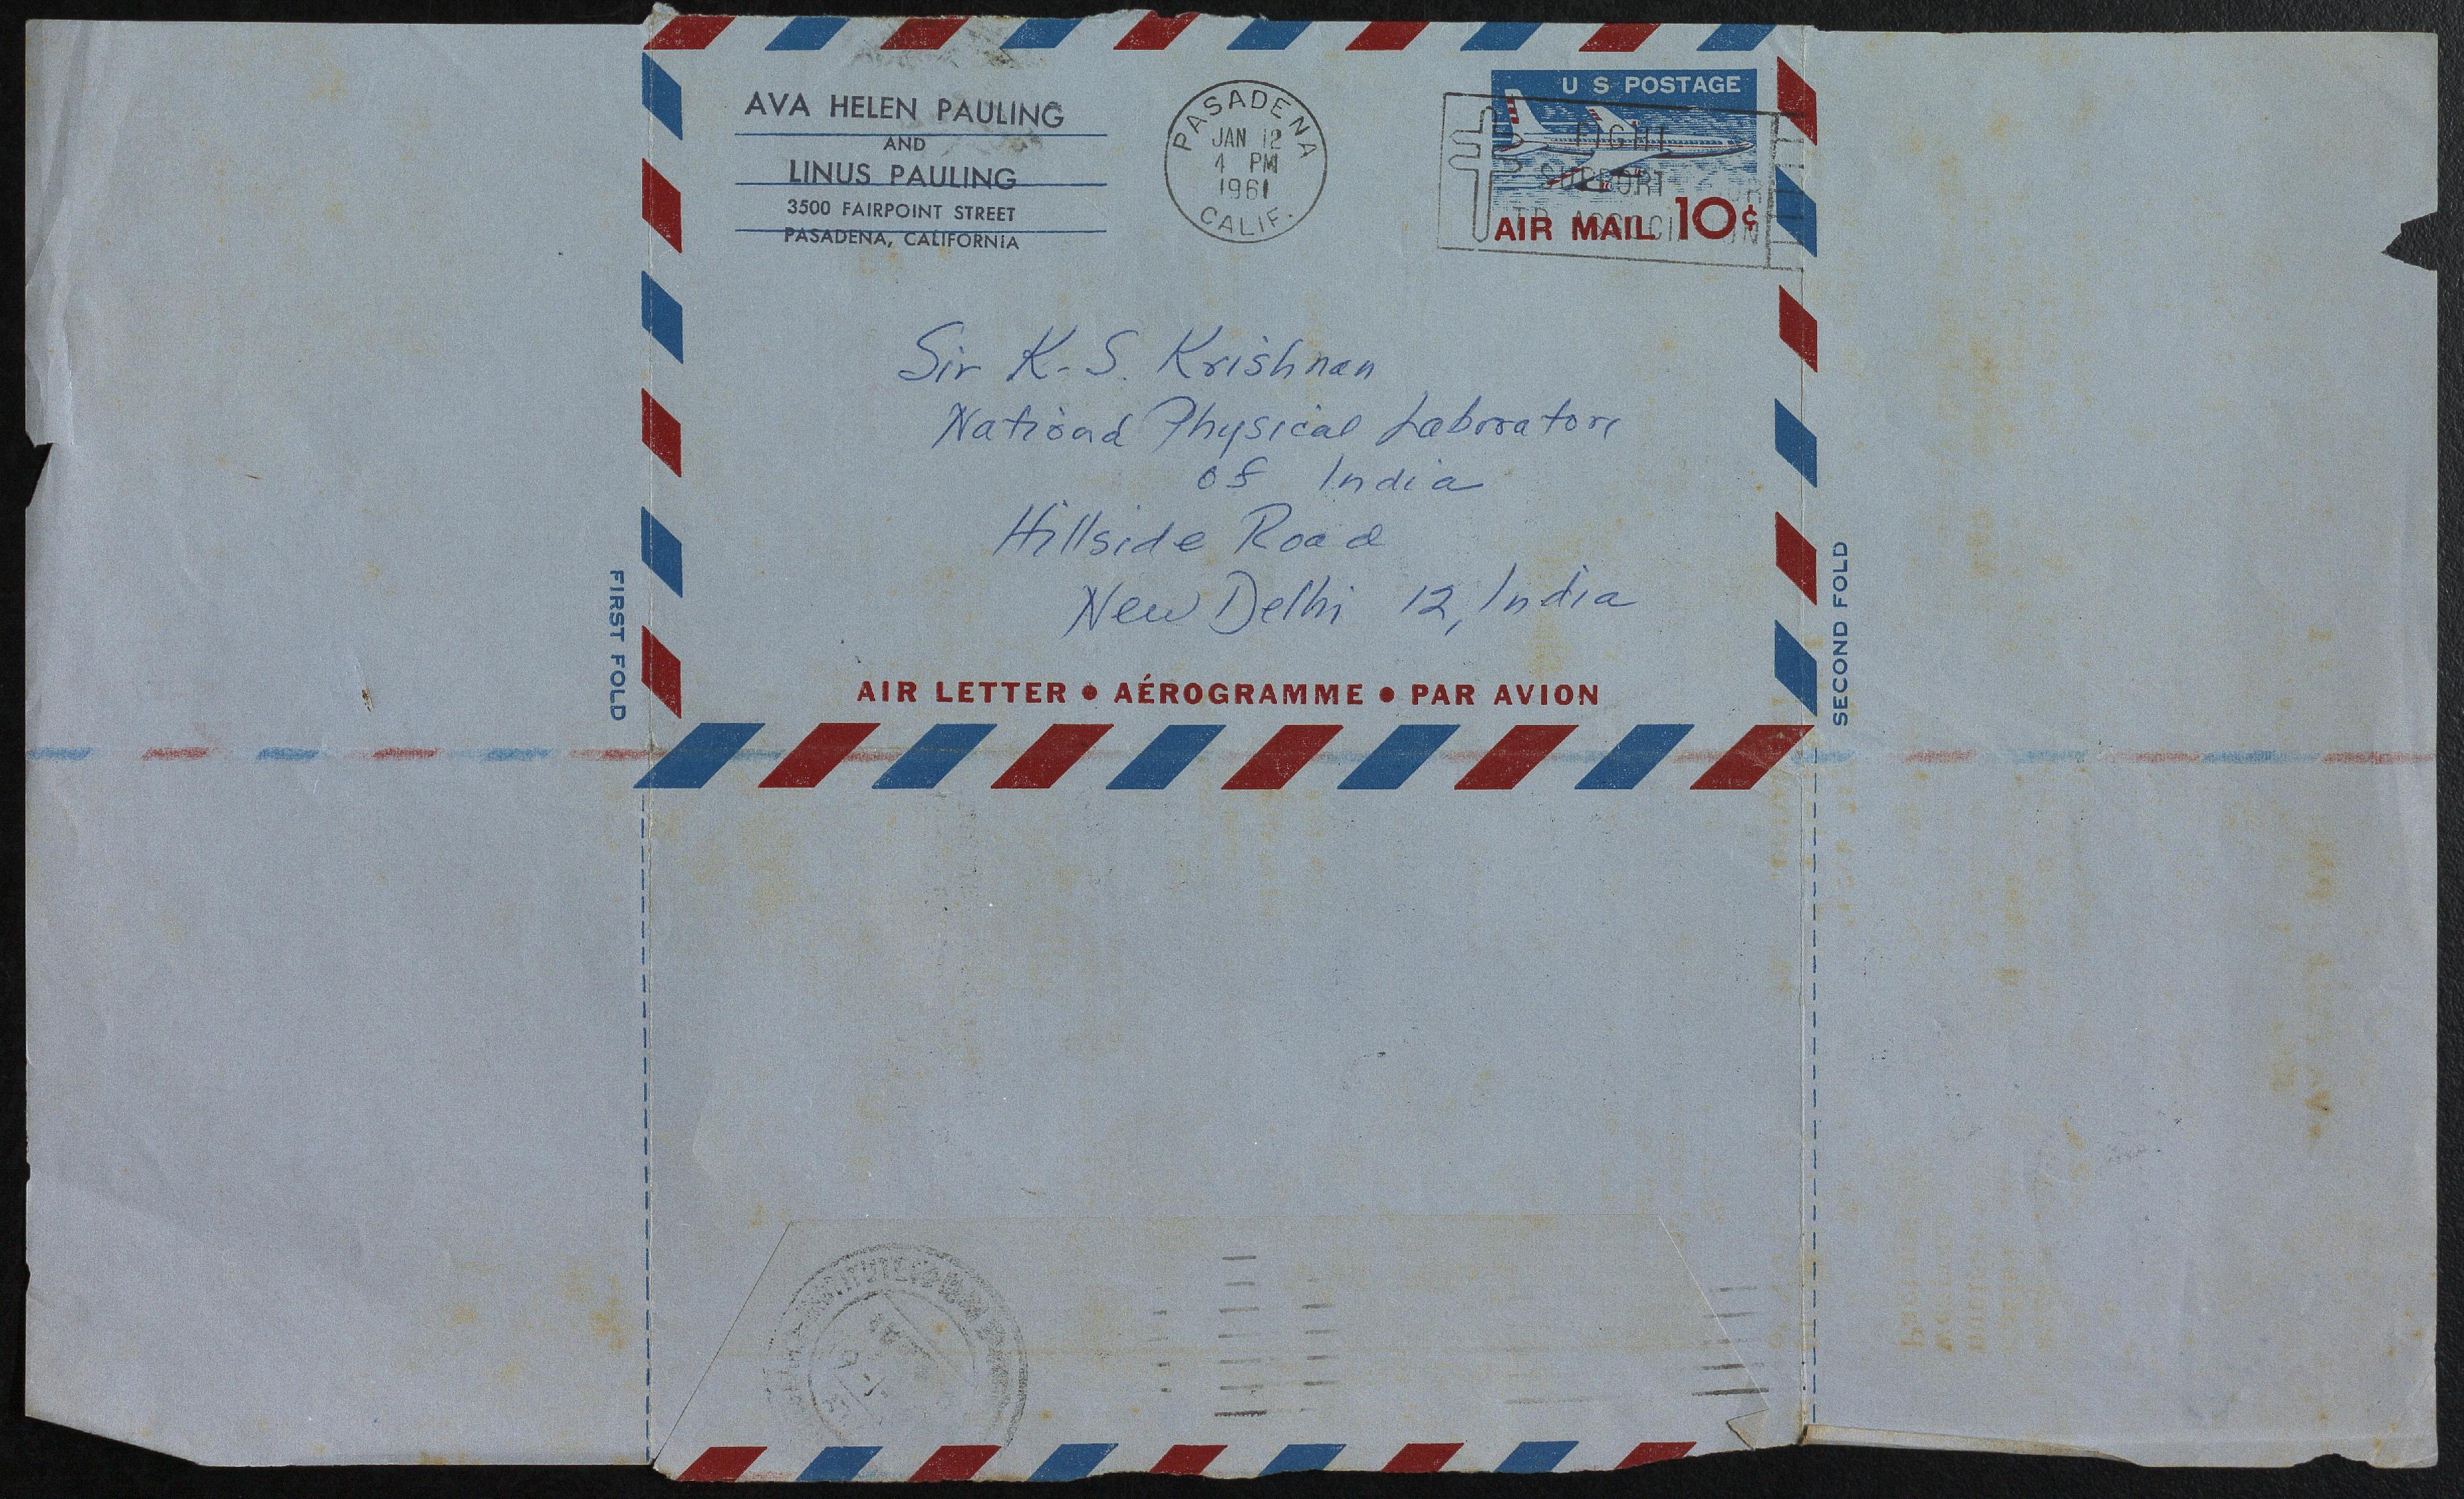 AVA HELEN PAULING
AND
LINUS PAULING
3500 FAIRPOINT STREET
PASADENA, CALIFORNIA
PASADENA
JAN 12
4 PM
1961
CALIF.
U S POSTAGE
FIGHT
SUPPORT
AIR MAIL 10¢
Sir K. S. Krishnan
National Physical Laboratory
of India
Hillside Road
New Delhi 12, India
FIRST FOLD
SECOND FOLD
AIR LETTER • AÉROGRAMME • PAR AVION